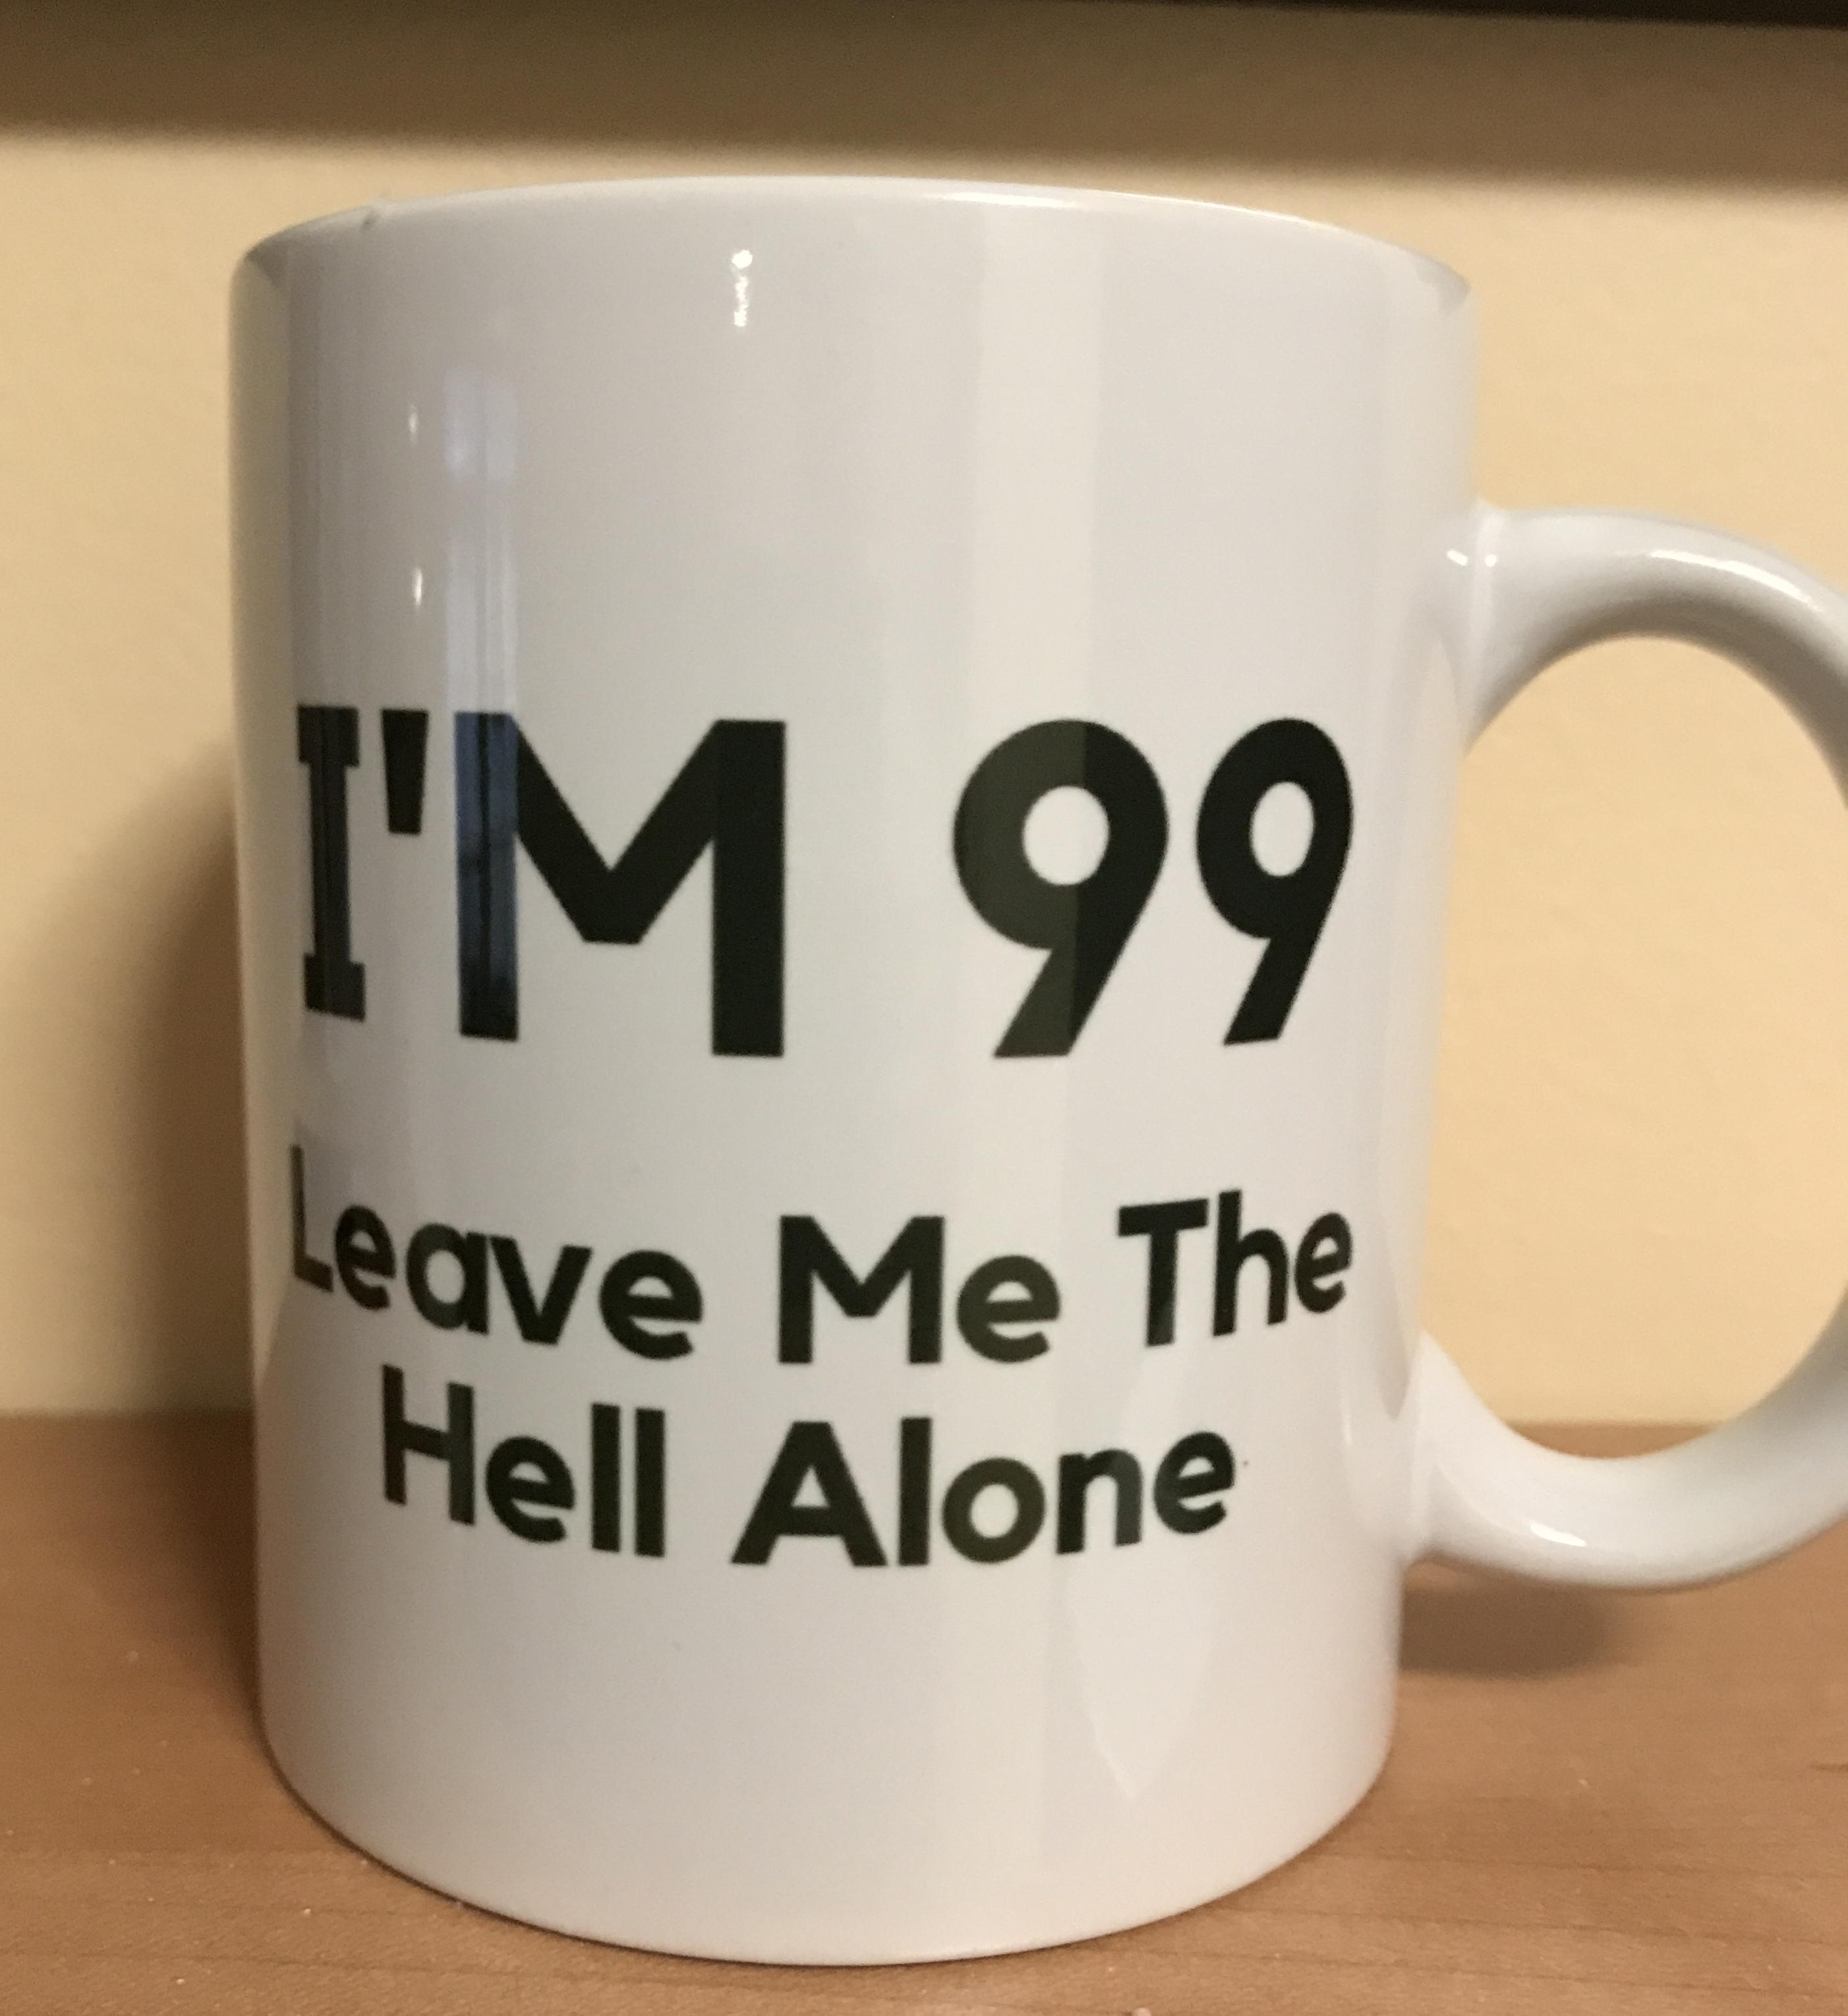 I'M 99
Leave Me The
Hell Alone